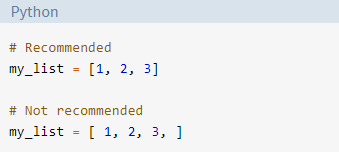 Python
# Recommended
my_list = [1, 2, 3]
# Not recommended
my_list = [ 1, 2, 3, ]